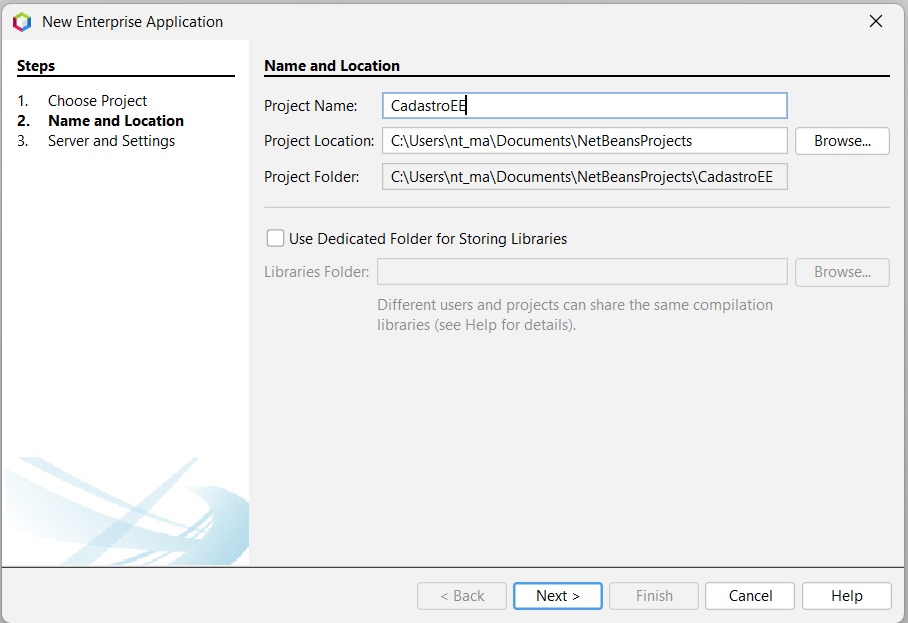 New Enterprise Application
Steps
1. Choose Project
2. Name and Location
3. Server and Settings
Name and Location
Project Name: CadastroEE
Project Location: C:\Users\nt_ma\Documents\NetBeansProjects Browse...
Project Folder: C:\Users\nt_ma\Documents\NetBeansProjects\CadastroEE
Use Dedicated Folder for Storing Libraries
Libraries Folder: Browse...
Different users and projects can share the same compilation
libraries (see Help for details).
< Back Next > Finish Cancel Help